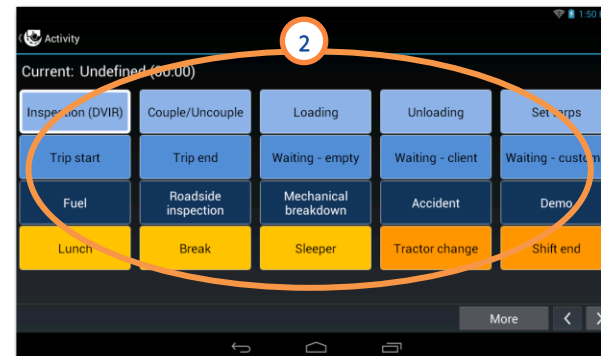 1:50
Activity
2
Current: Undefined (00:00)
Inspection (DVIR) Couple/Uncouple Loading Unloading Set tarps
Trip start Trip end Waiting - empty Waiting - client Waiting - custom
Fuel Roadside inspection Mechanical breakdown Accident Demo
Lunch Break Sleeper Tractor change Shift end
More